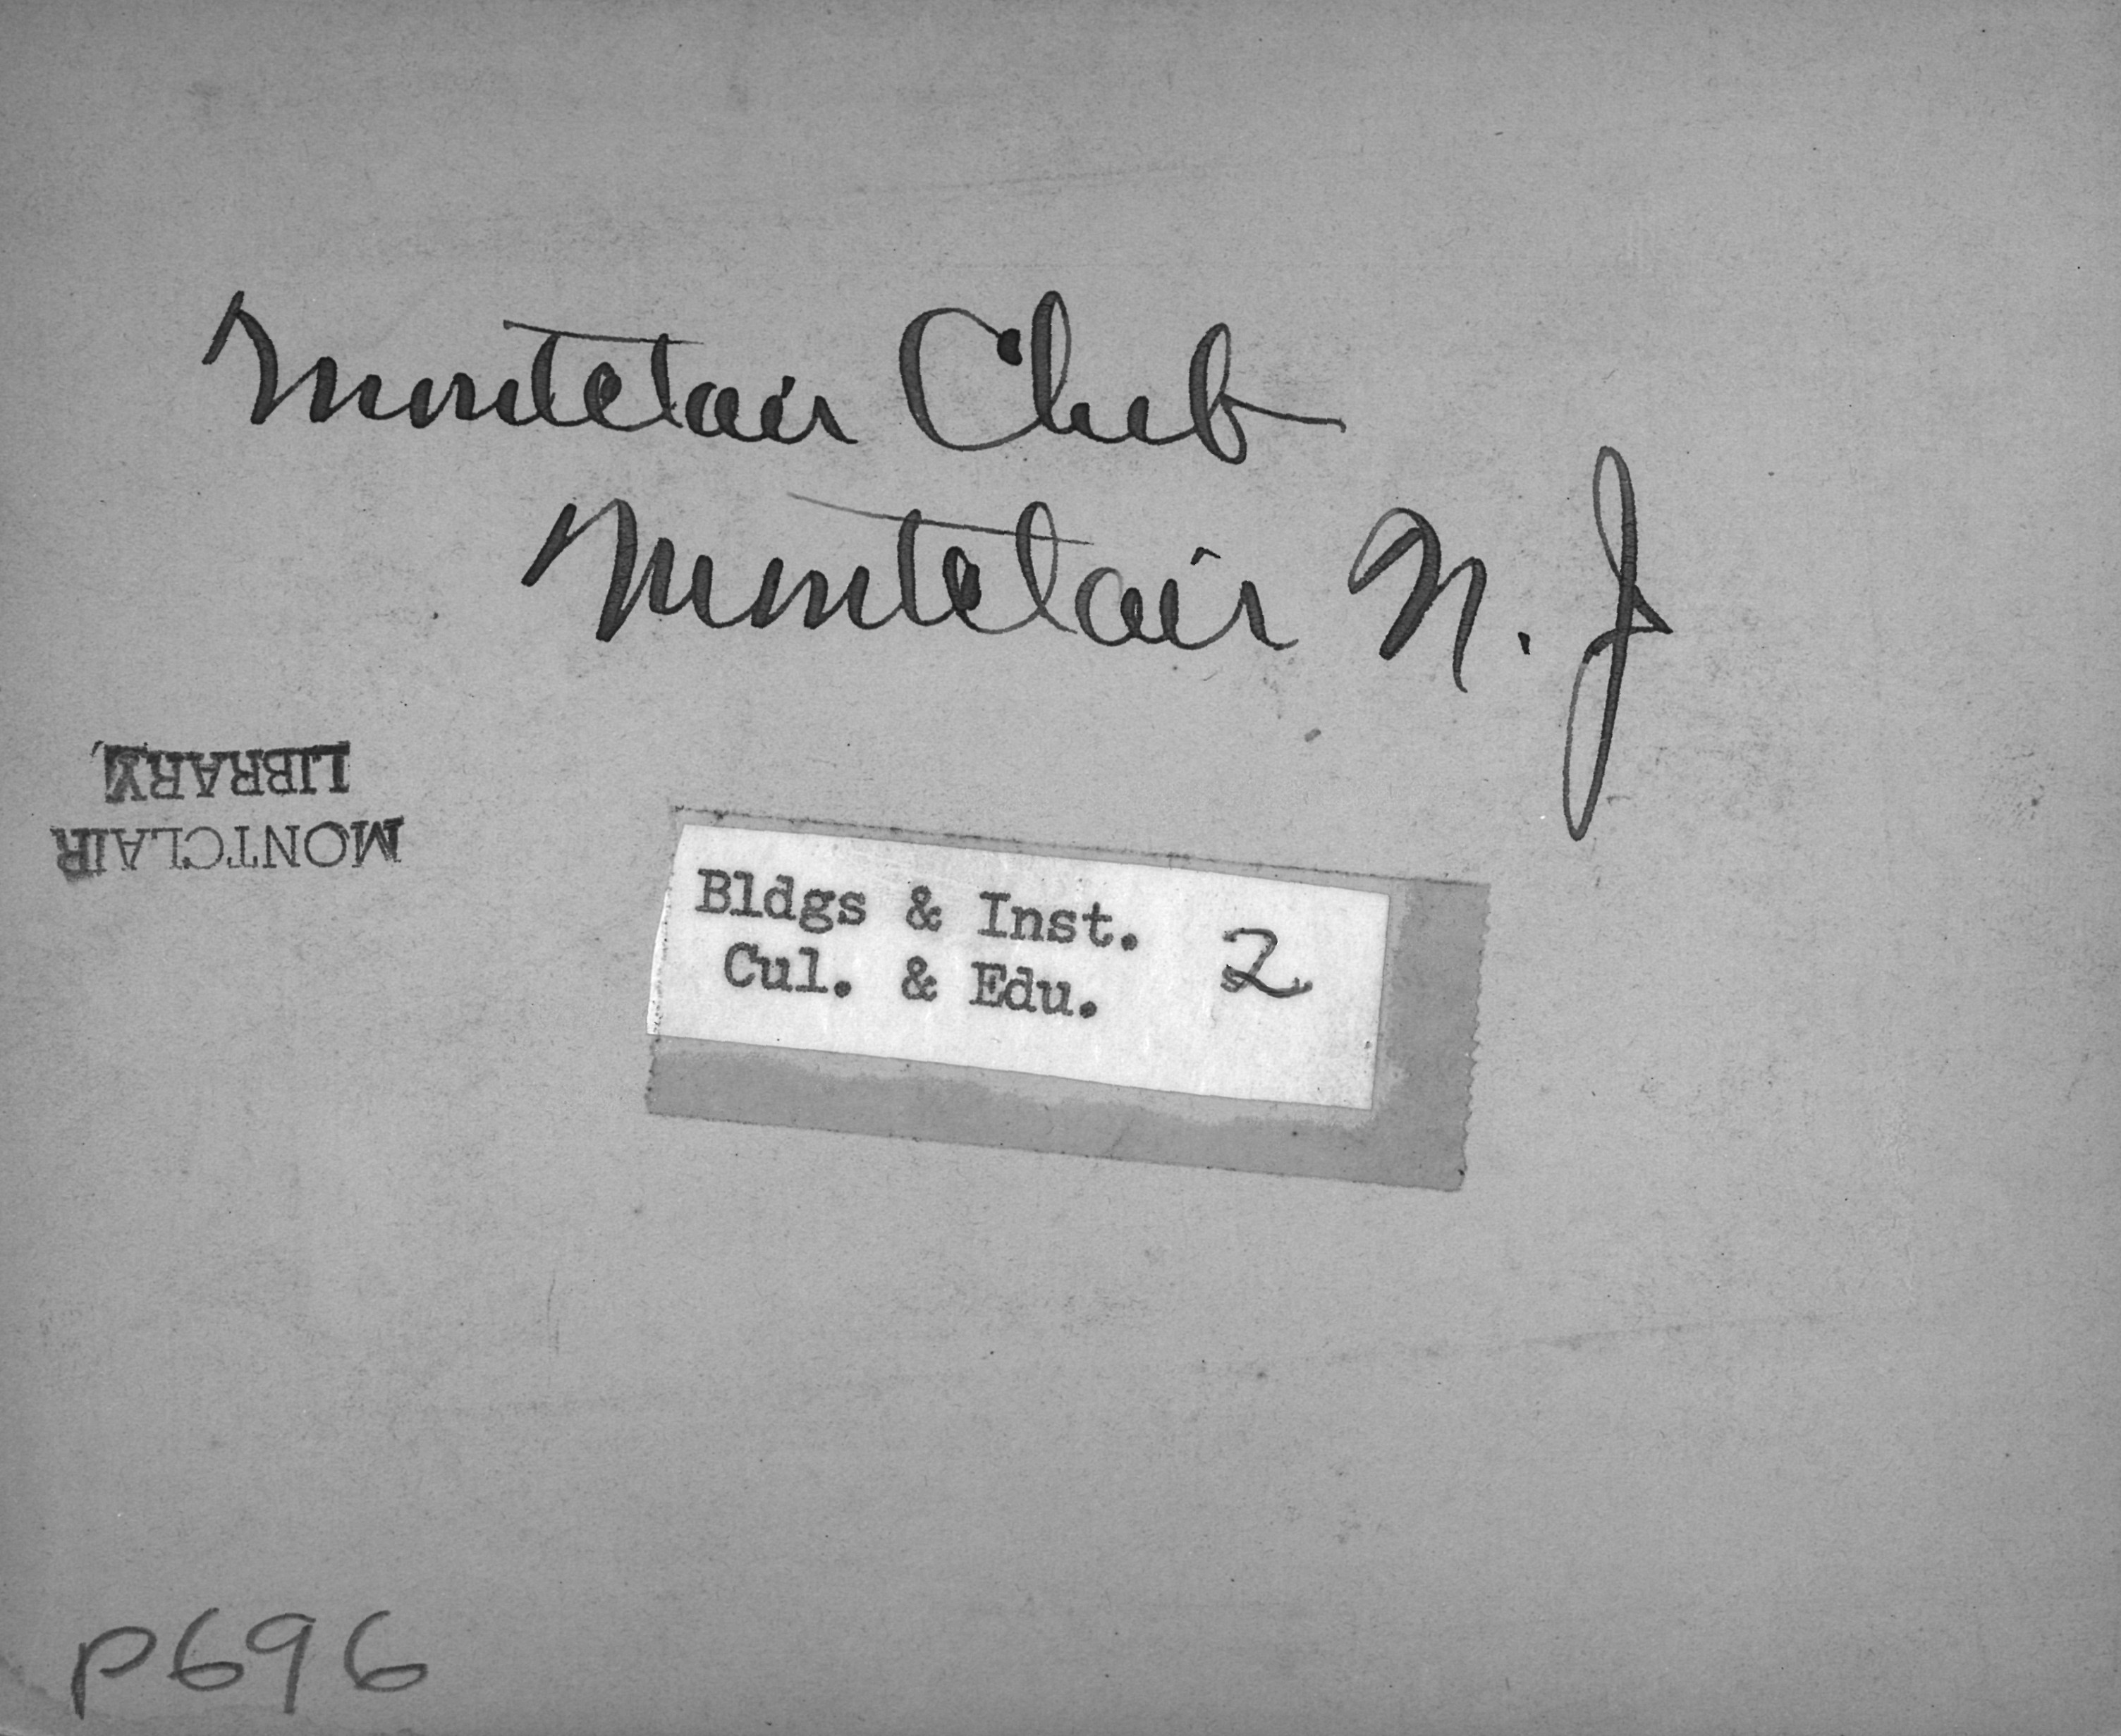 Montclair Club
Montclair N. J
MONTCLAIR
LIBRARY
Bldgs & Inst. 2
Cul. & Edu.
P696